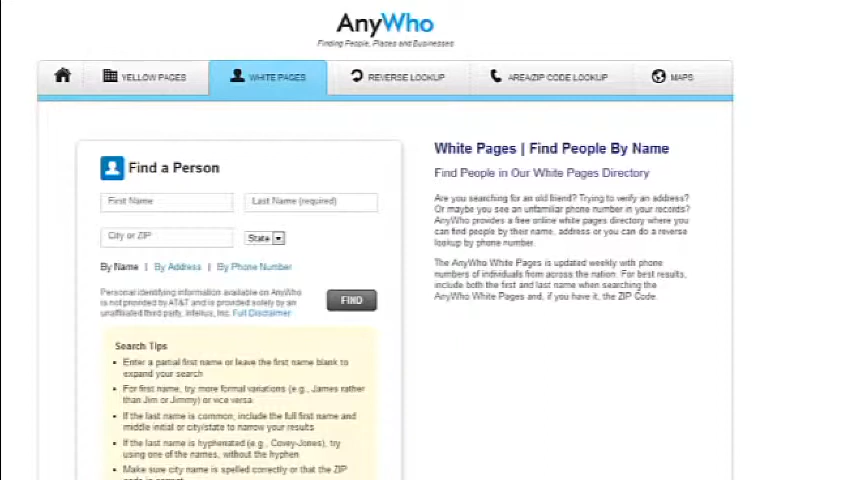 AnyWho
Finding People, Places and Businesses
YELLOW PAGES
WHITE PAGES
REVERSE LOOKUP
AREA/ZIP CODE LOOKUP
MAPS
Find a Person
First Name
Last Name (required)
City or ZIP
State
By Name | By Address | By Phone Number
Personal identifying information available on AnyWho
is not provided by AT&T and is provided solely by an
unaffiliated third party, Intelius, Inc. Full Disclaimer
FIND
Search Tips
• Enter a partial first name or leave the first name blank to
expand your search
• For first name, try more formal variations (e.g., James rather
than Jim or Jimmy) or vice versa
• If the last name is common, include the full first name and
middle initial or city/state to narrow your results
• If the last name is hyphenated (e.g., Covey-Jones), try
using one of the names, without the hyphen
• Make sure city name is spelled correctly or that the ZIP
code is correct
White Pages | Find People By Name
Find People in Our White Pages Directory
Are you searching for an old friend? Trying to verify an address?
Or maybe you see an unfamiliar phone number in your records?
AnyWho provides a free online white pages directory where you
can find people by their name, address or you can do a reverse
lookup by phone number.
The AnyWho White Pages is updated weekly with phone
numbers of individuals from across the nation. For best results,
include both the first and last name when searching the
AnyWho White Pages and, if you have it, the ZIP Code.